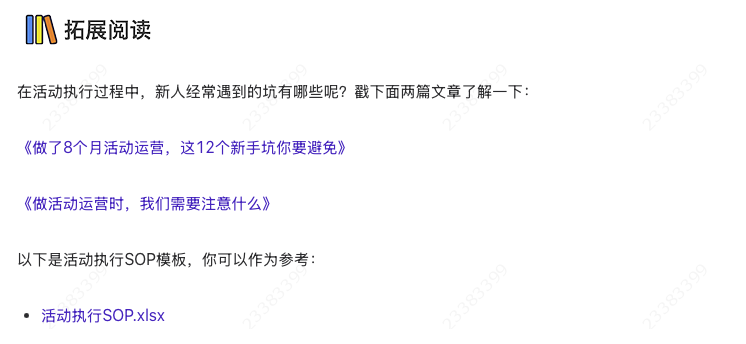 拓展阅读
在活动执行过程中，新人经常遇到的坑有哪些呢？戳下面两篇文章了解一下：
《做了8个月活动运营，这12个新手坑你要避免》
《做活动运营时，我们需要注意什么》
以下是活动执行SOP模板，你可以作为参考：
• 活动执行SOP.xlsx
23383399
23383399
23383399
23383399
23383399
23383399
23383399
23383399